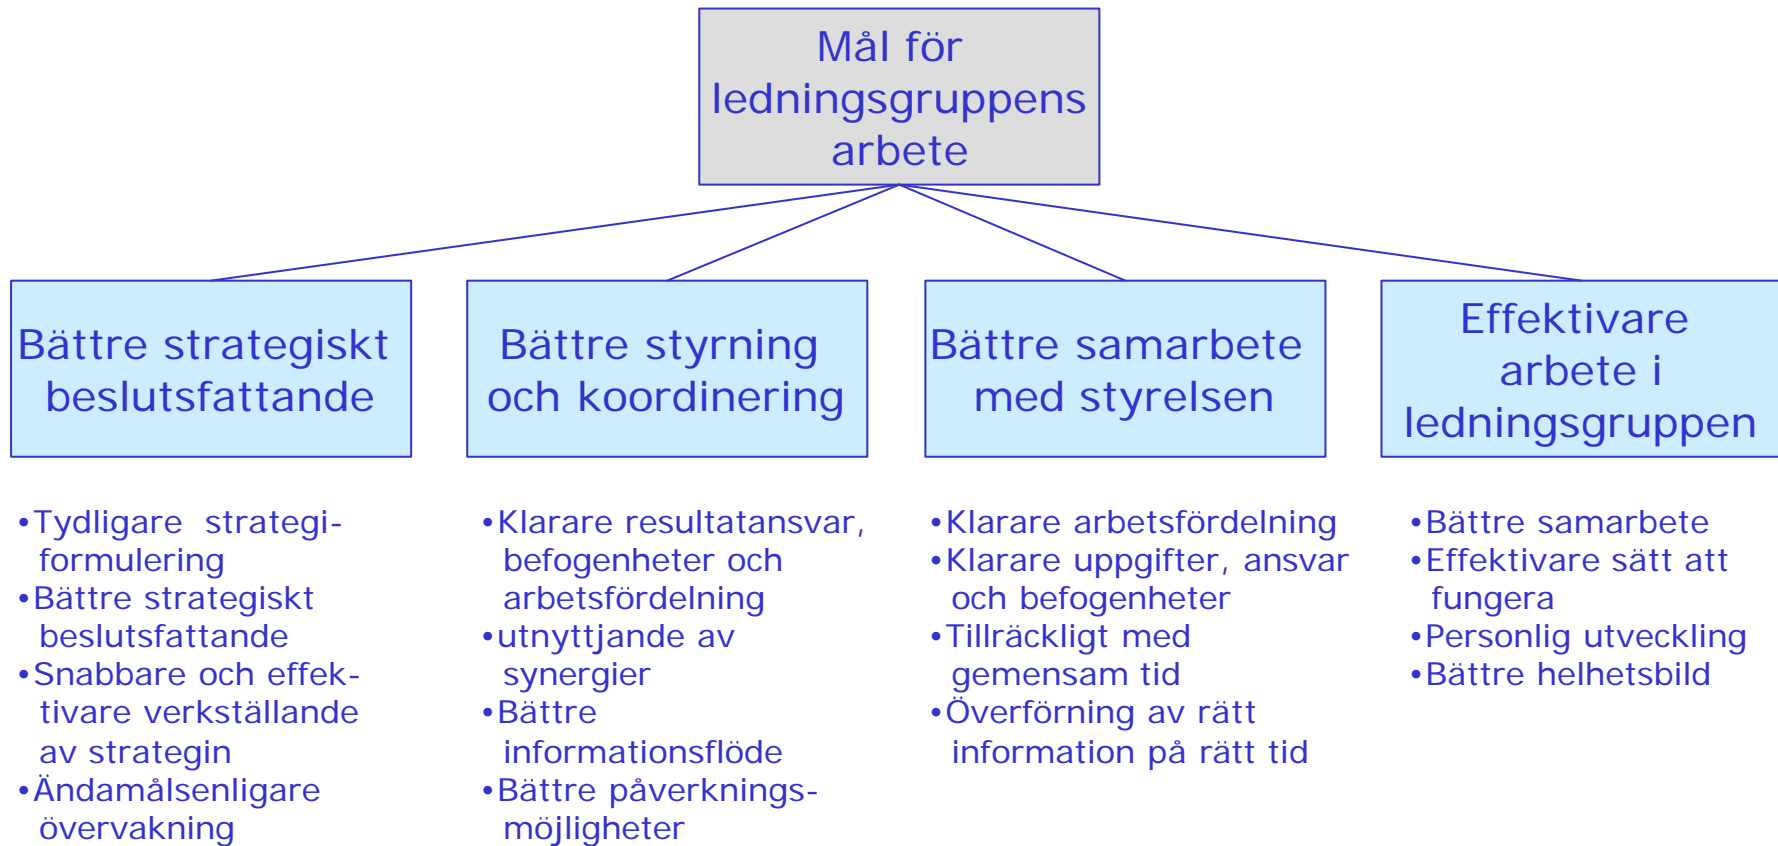 Mål för
ledningsgruppens
arbete
Bättre strategiskt
beslutsfattande
Bättre styrning
och koordinering
Bättre samarbete
med styrelsen
Effektivare
arbete i
ledningsgruppen
•Tydligare strategi-
formulering
•Bättre strategiskt
beslutsfattande
•Snabbare och effek-
tivare verkställande
av strategin
•Ändamålsenligare
övervakning
•Klarare resultatansvar,
befogenheter och
arbetsfördelning
•utnyttjande av
synergier
•Bättre
informationsflöde
•Bättre påverknings-
möjligheter
•Klarare arbetsfördelning
•Klarare uppgifter, ansvar
och befogenheter
•Tillräckligt med
gemensam tid
•Överförning av rätt
information på rätt tid
•Bättre samarbete
•Effektivare sätt att
fungera
•Personlig utveckling
•Bättre helhetsbild